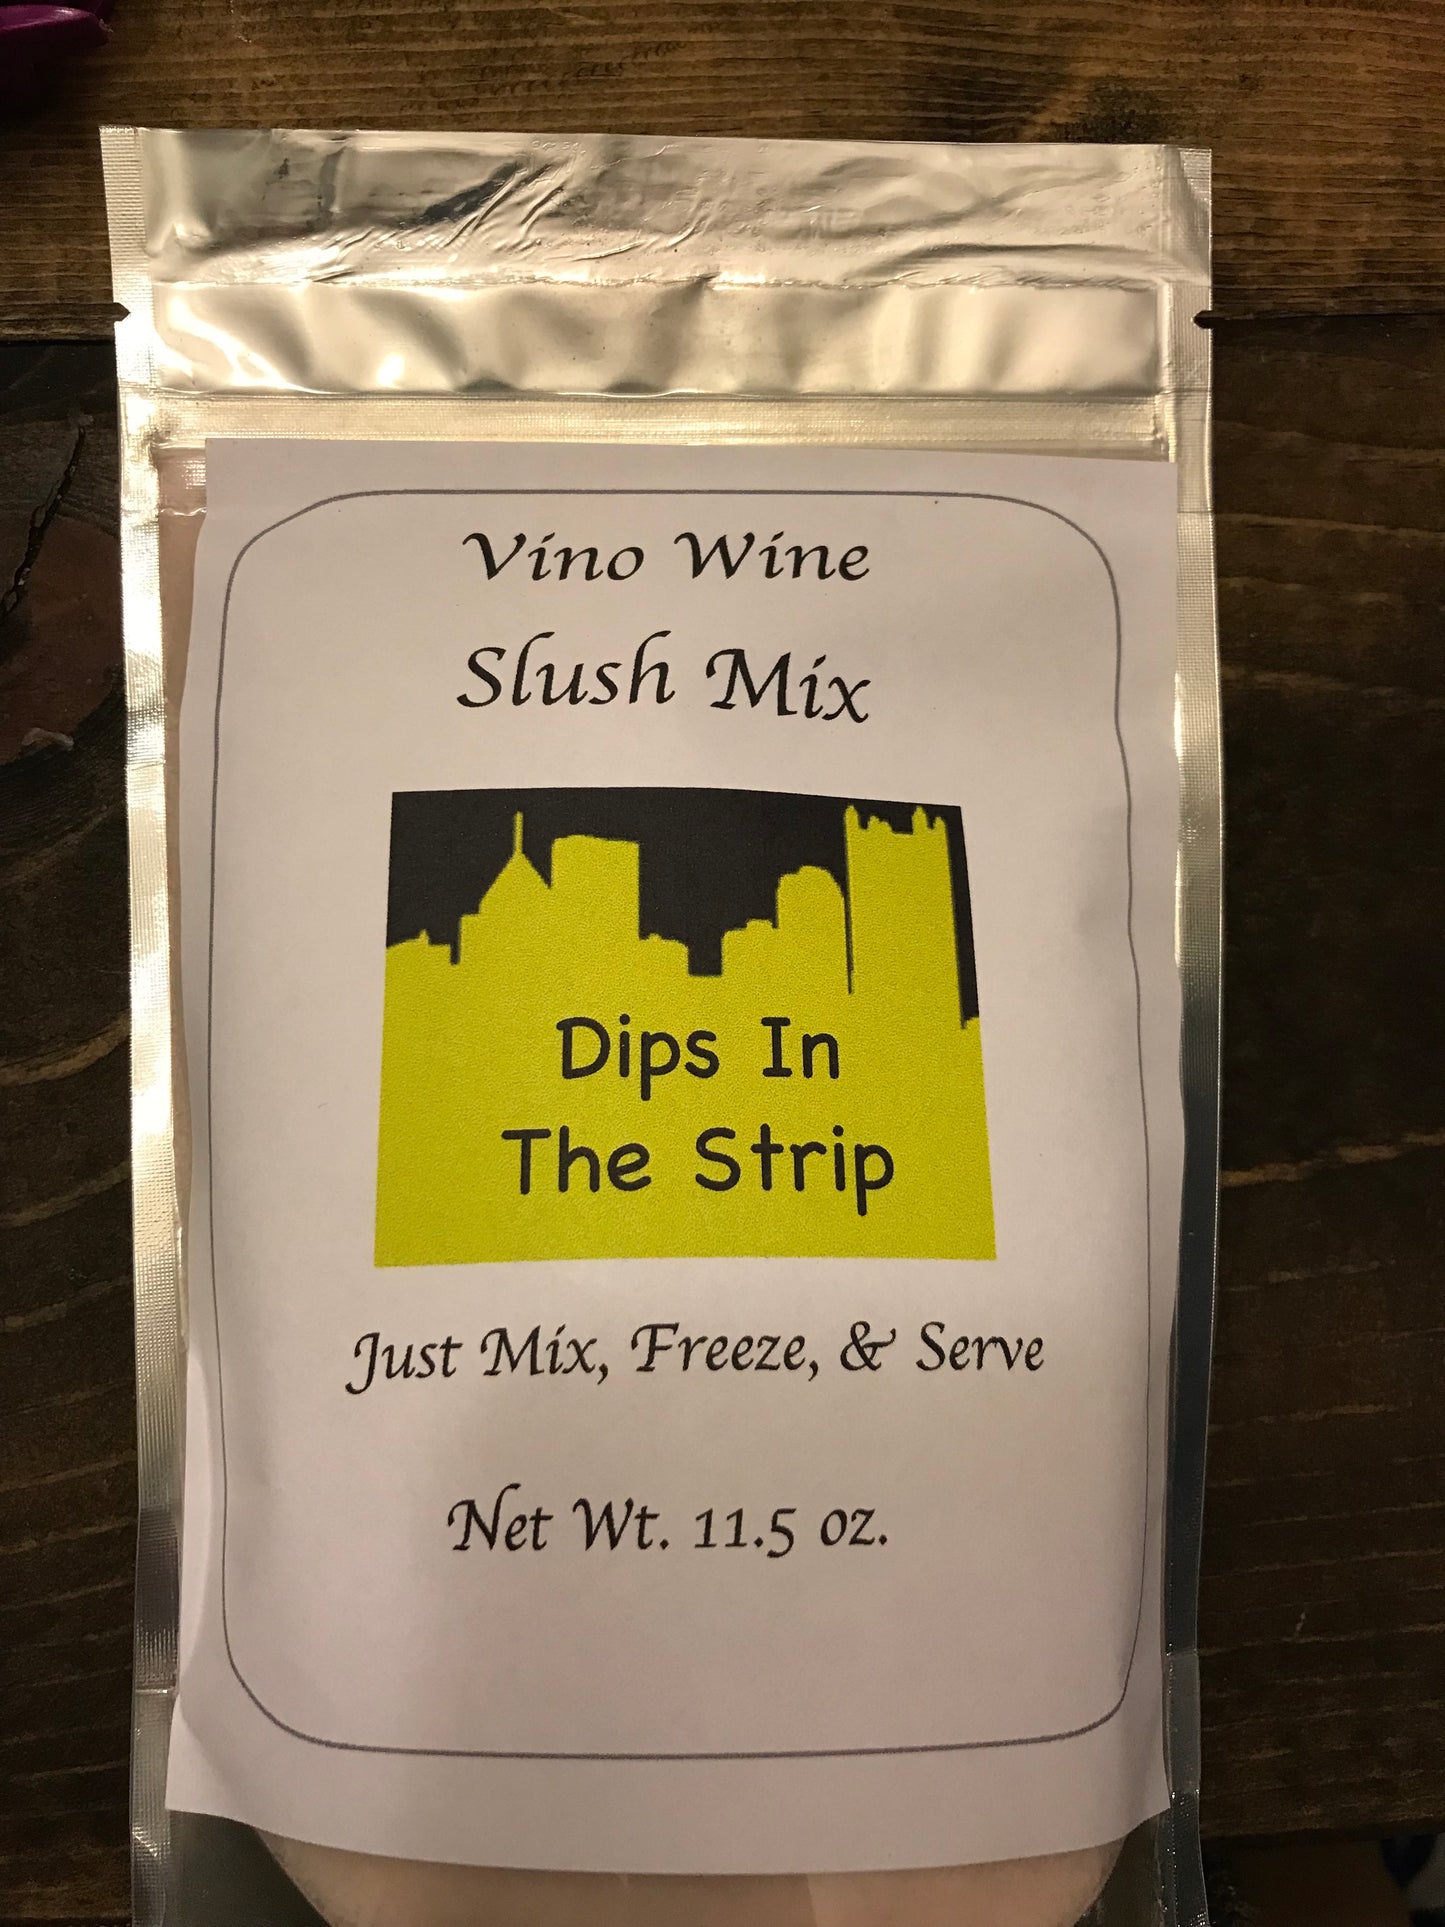 Vino Wine
Slush Mix
Dips In
The Strip
Just Mix, Freeze, & Serve
Net Wt. 11.5 oz.